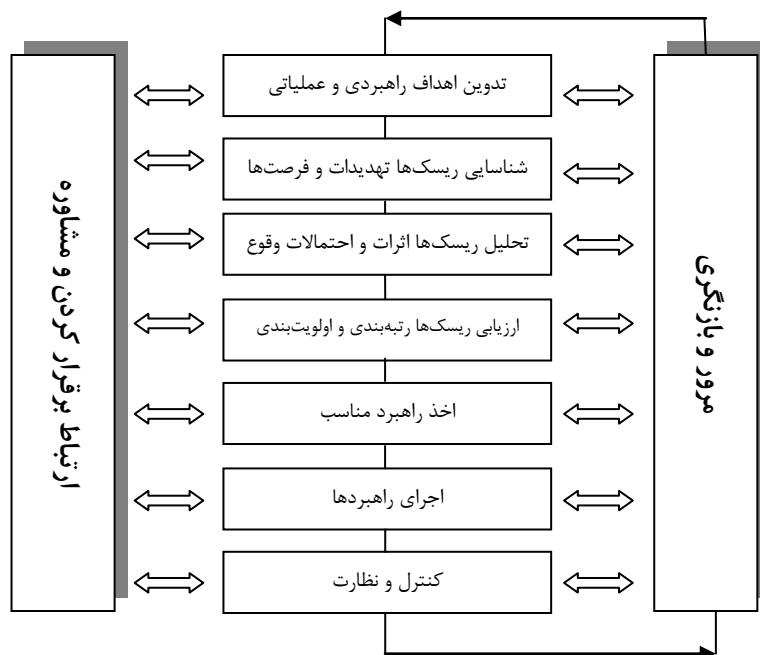 تدوین اهداف راهبردی و عملیاتی
شناسایی ریسک‌ها تهدیدات و فرصت‌ها
تحلیل ریسک‌ها اثرات و احتمالات وقوع
ارزیابی ریسک‌ها رتبه‌بندی و اولویت‌بندی
اخذ راهبرد مناسب
اجرای راهبردها
کنترل و نظارت
مرور و بازنگری
ارتباط برقرار کردن و مشاوره